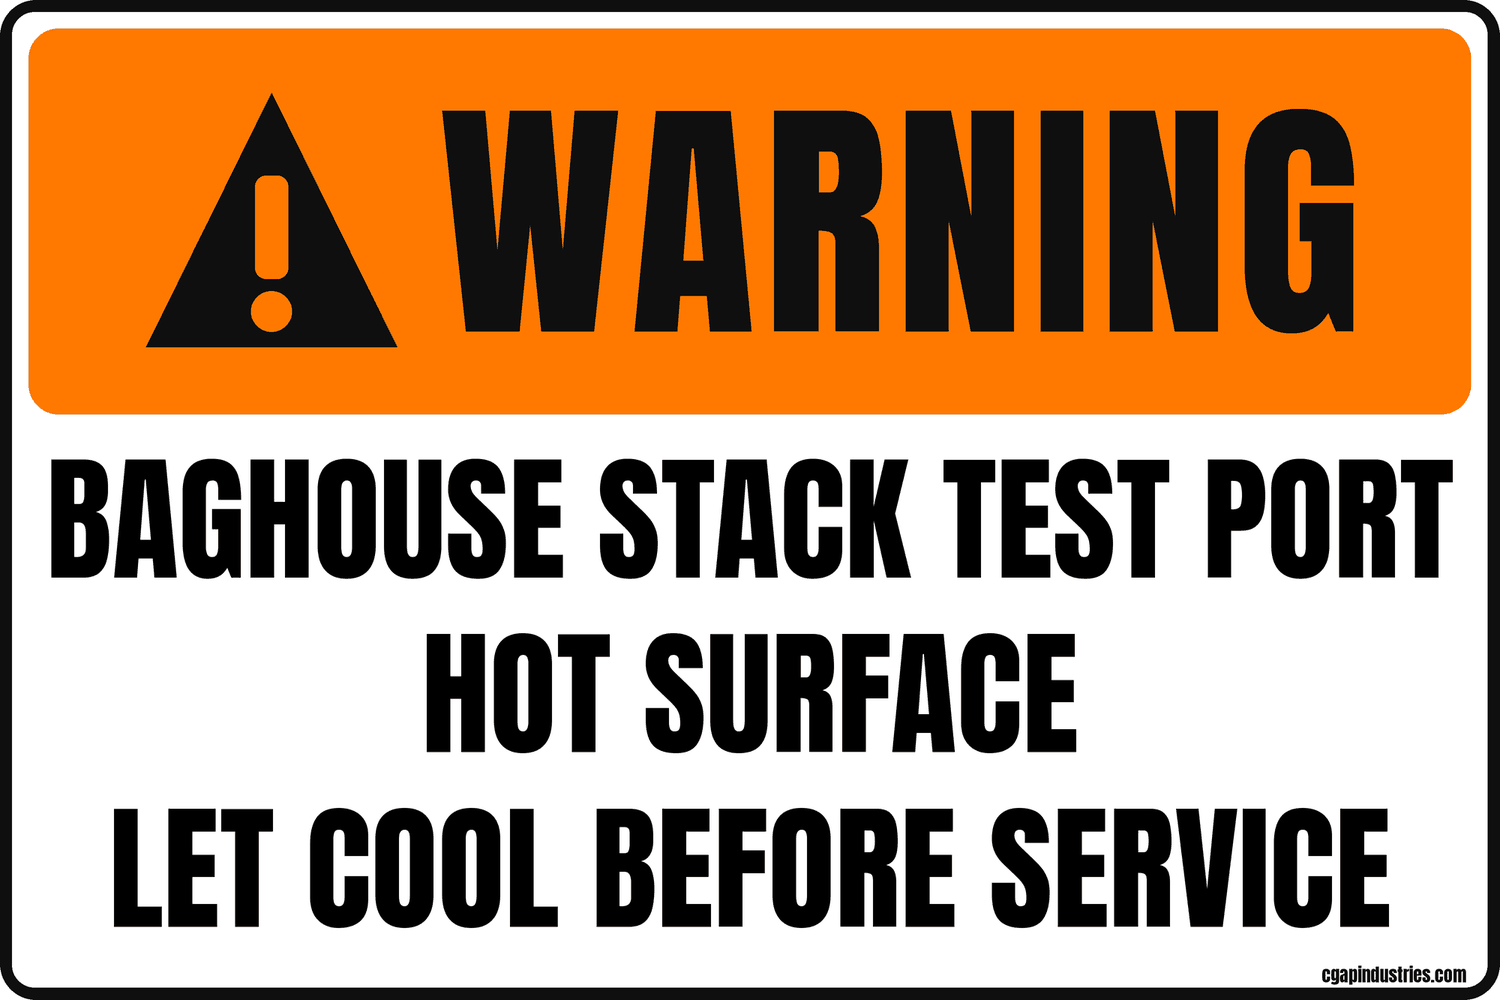 WARNING
BAGHOUSE STACK TEST PORT
HOT SURFACE
LET COOL BEFORE SERVICE
cgapindustries.com